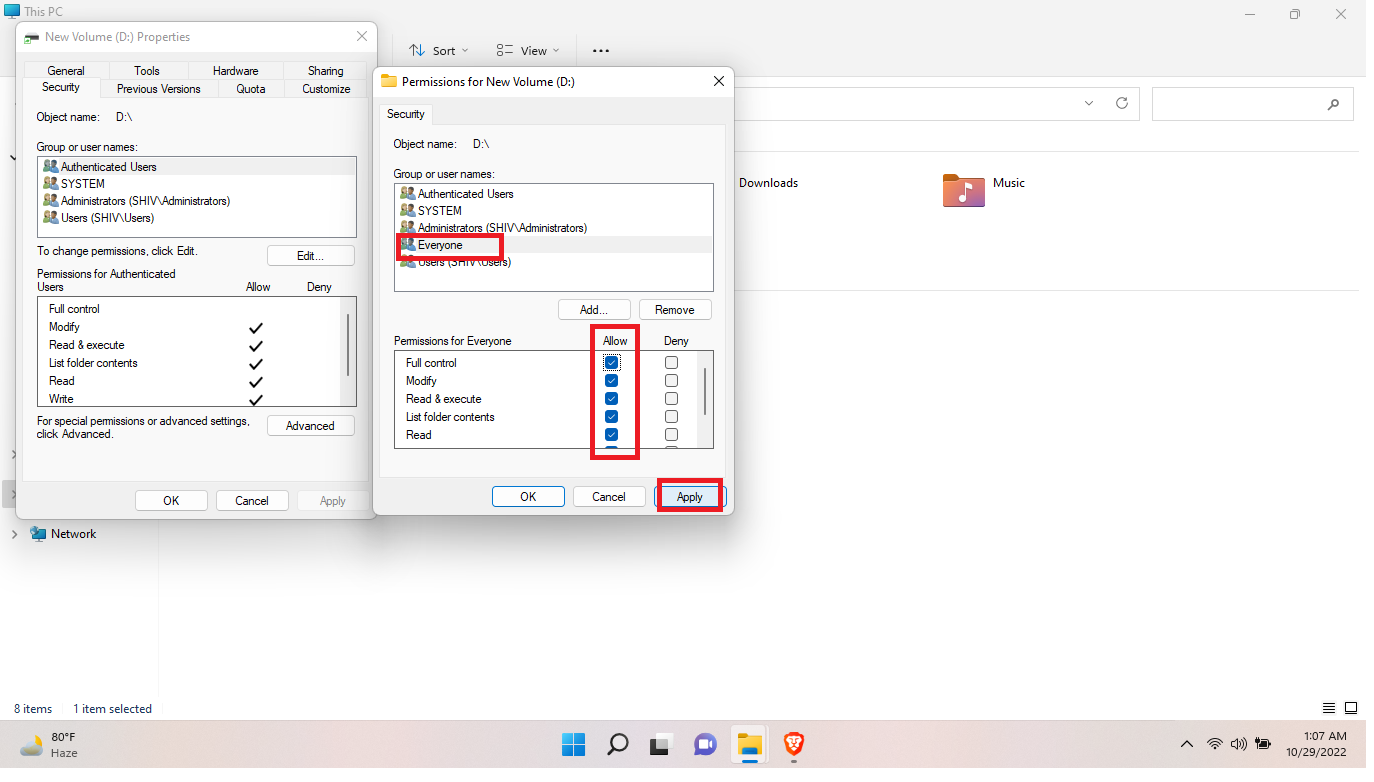 This PC
New Volume (D:) Properties
General Tools Hardware Sharing
Security Previous Versions Quota Customize
Object name: D:\
Group or user names:
Authenticated Users
SYSTEM
Administrators (SHIV\Administrators)
Users (SHIV\Users)
To change permissions, click Edit.
Edit...
Permissions for Authenticated
Users Allow Deny
Full control
Modify
Read & execute
List folder contents
Read
Write
For special permissions or advanced settings,
click Advanced.
Advanced
OK Cancel Apply
Sort View
Permissions for New Volume (D:)
Security
Object name: D:\
Group or user names:
Authenticated Users
SYSTEM
Administrators (SHIV\Administrators)
Everyone
Users (SHIV\Users)
Add... Remove
Permissions for Everyone Allow Deny
Full control
Modify
Read & execute
List folder contents
Read
OK Cancel Apply
Downloads Music
Network
8 items 1 item selected
80°F
Haze
1:07 AM
10/29/2022